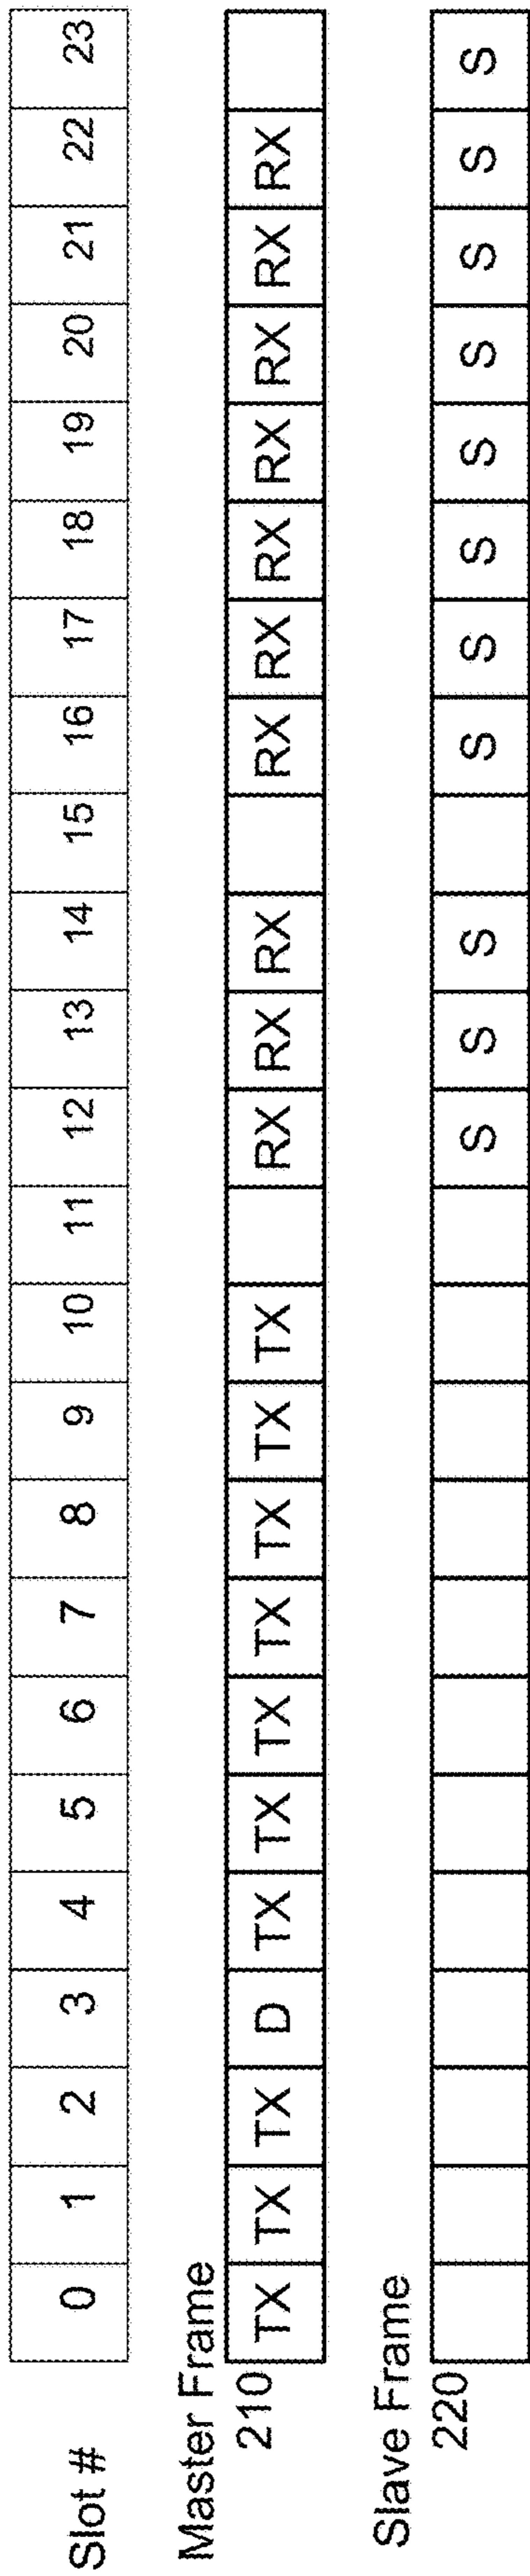 Slot # 0 1 2 3 4 5 6 7 8 9 10 11 12 13 14 15 16 17 18 19 20 21 22 23
Master Frame
210 TX TX TX D TX TX TX TX TX TX TX RX RX RX RX RX RX RX RX RX RX
Slave Frame
220 S S S S S S S S S S S